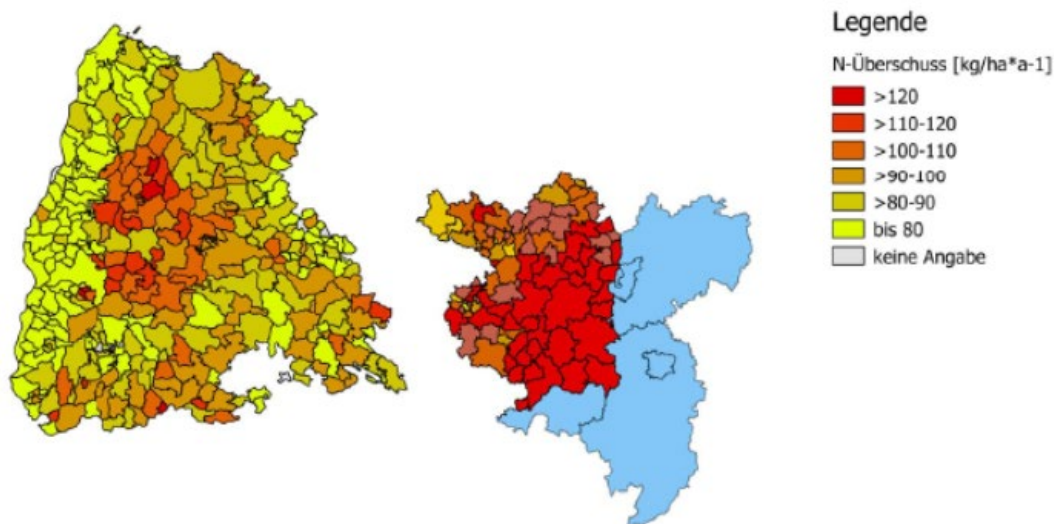 Legende
N-Überschuss [kg/ha*a-1]
>120
>110-120
>100-110
>90-100
>80-90
bis 80
keine Angabe